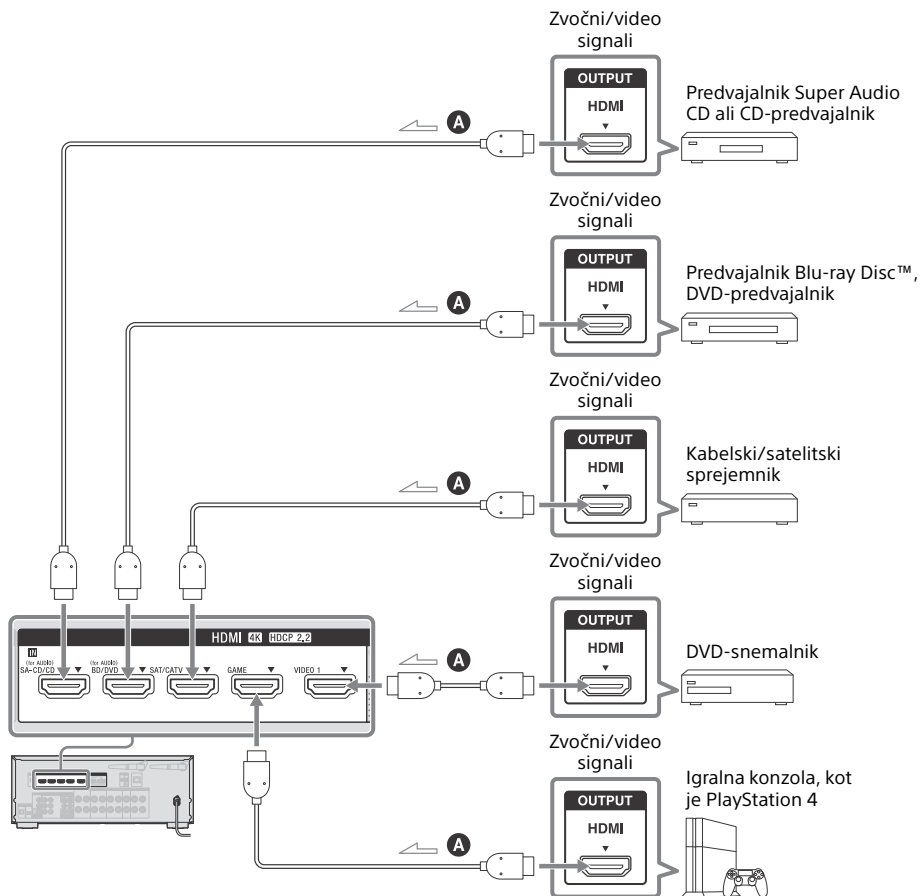 Zvočni/video
signali
OUTPUT
HDMI
Predvajalnik Super Audio
CD ali CD-predvajalnik
A
Zvočni/video
signali
OUTPUT
HDMI
Predvajalnik Blu-ray Disc™,
DVD-predvajalnik
A
Zvočni/video
signali
OUTPUT
HDMI
Kabelski/satelitski
sprejemnik
A
Zvočni/video
signali
OUTPUT
HDMI
DVD-snemalnik
A
HDMI 4K HDCP 2.2
IN
(for AUDIO) (for AUDIO)
SA-CD/CD BD/DVD SAT/CATV GAME VIDEO 1
Zvočni/video
signali
OUTPUT
HDMI
Igralna konzola, kot
je PlayStation 4
A